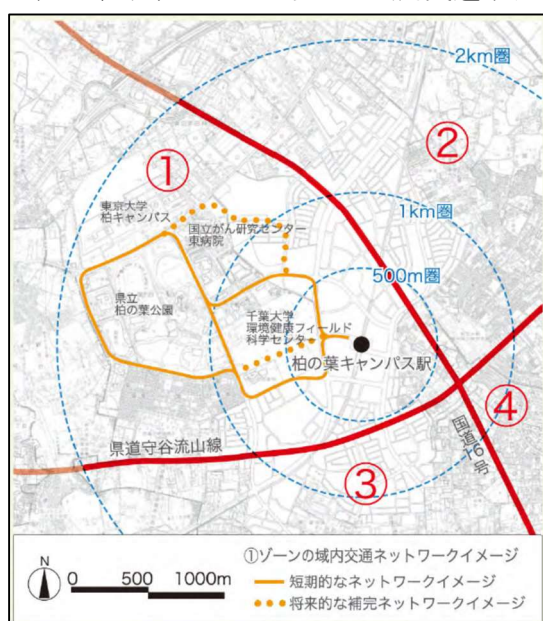 2km圏
②
①
東京大学
柏キャンパス
1km圏
国立がん研究センター
東病院
500m圏
県立
柏の葉公園
千葉大学
環境健康フィールド
科学センター
柏の葉キャンパス駅
④
国道16号
県道守谷流山線
③
①ゾーンの域内交通ネットワークイメージ
N
0 500 1000m
短期的なネットワークイメージ
将来的な補完ネットワークイメージ